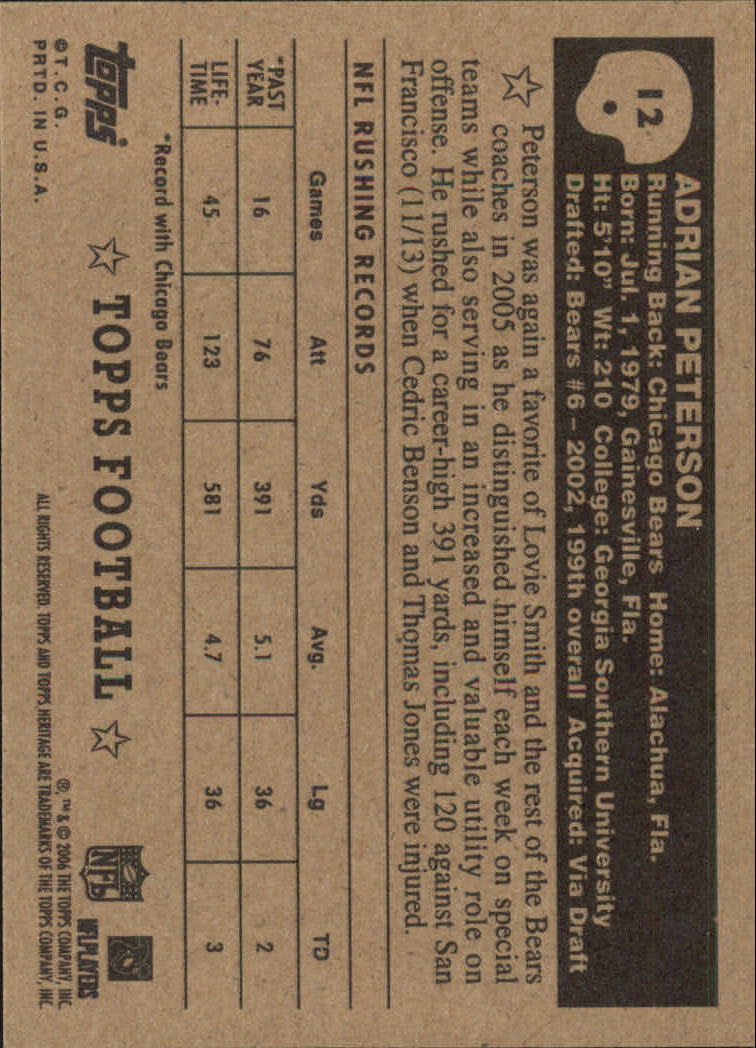 12
ADRIAN PETERSON
Running Back: Chicago Bears Home: Alachua, Fla.
Born: Jul. 1, 1979, Gainesville, Fla.
Ht: 5'10" Wt: 210 College: Georgia Southern University
Drafted: Bears #6 - 2002, 199th overall Acquired: Via Draft
Peterson was again a favorite of Lovie Smith and the rest of the Bears
coaches in 2005 as he distinguished himself each week on special
teams while also serving in an increased and valuable utility role on
offense. He rushed for a career-high 391 yards, including 120 against San
Francisco (11/13) when Cedric Benson and Thomas Jones were injured.
NFL RUSHING RECORDS
Games Att Yds Avg. Lg TD
*PAST
YEAR 16 76 391 5.1 36 2
LIFE-
TIME 45 123 581 4.7 36 3
*Record with Chicago Bears
topps
TOPPS FOOTBALL
NFL
NFLPLAYERS
©T.C.G.
PRTD. IN U.S.A.
®, ™ & © 2006 THE TOPPS COMPANY, INC.
ALL RIGHTS RESERVED. TOPPS AND TOPPS HERITAGE ARE TRADEMARKS OF THE TOPPS COMPANY, INC.